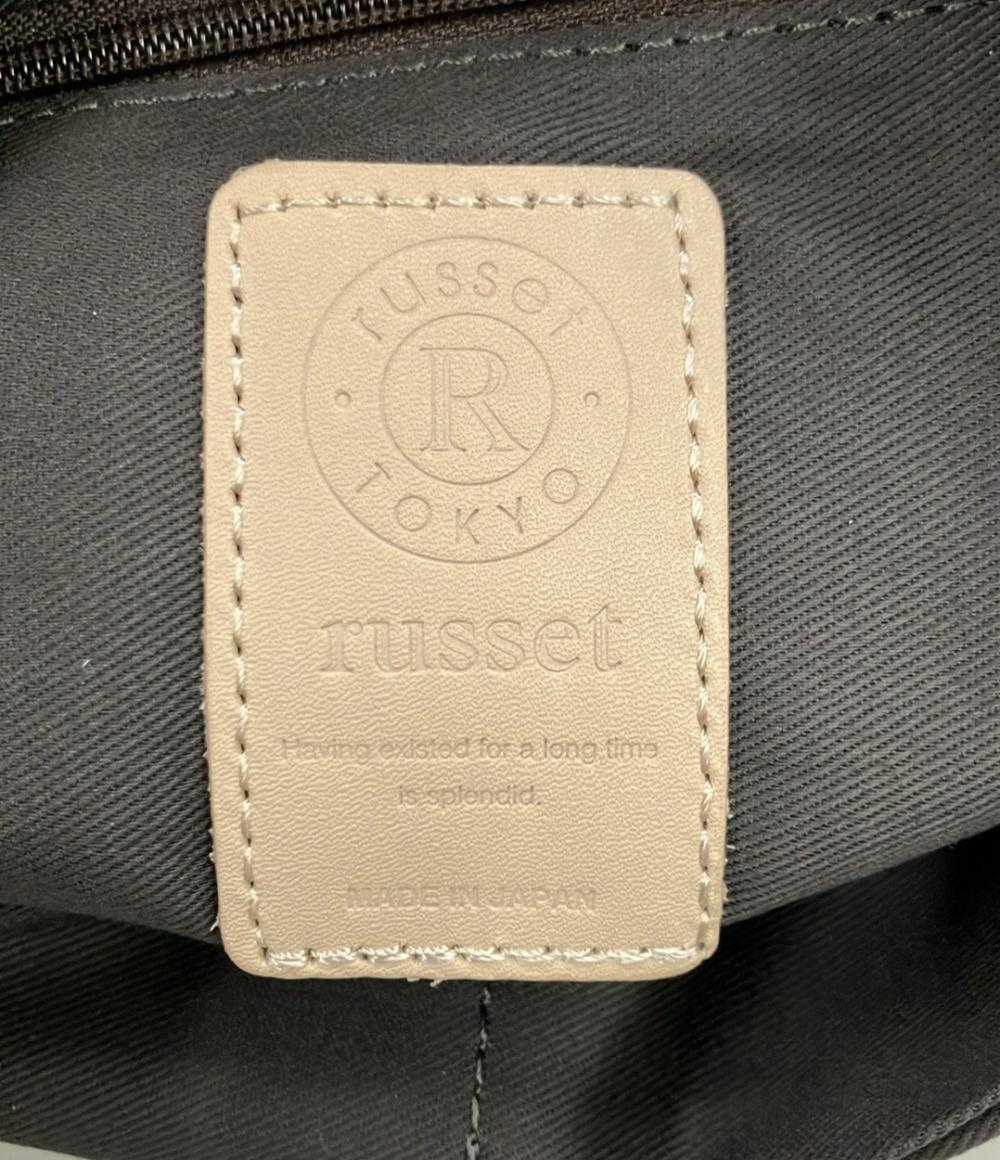 russet
R
TOKYO
russet
Having existed for a long time
is splendid.
MADE IN JAPAN